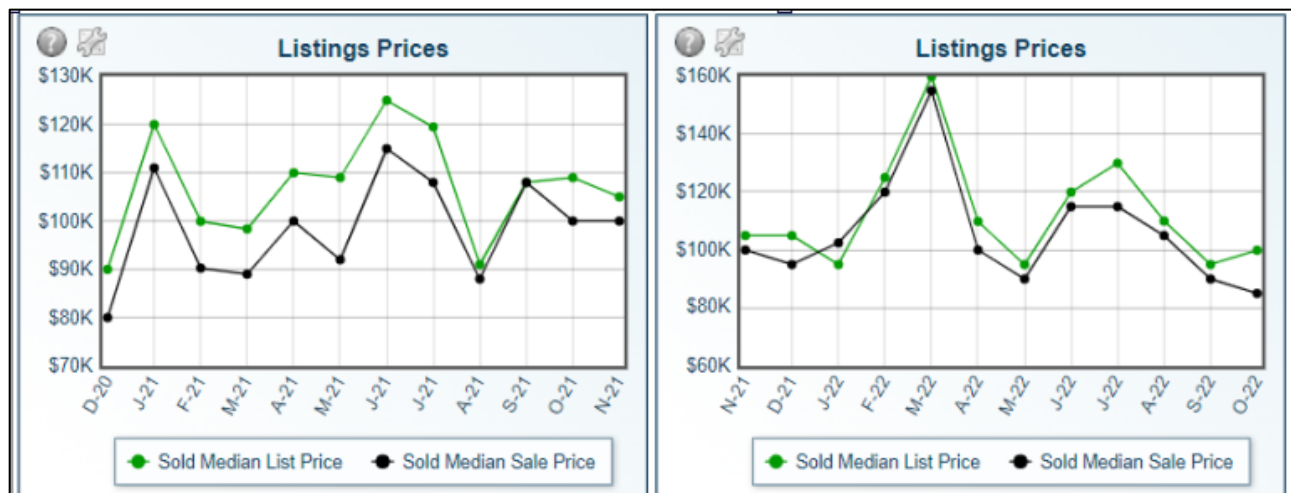 ?
Listings Prices
$130K
$120K
$110K
$100K
$90K
$80K
$70K
D-20
J-21
F-21
M-21
A-21
M-21
J-21
J-21
A-21
S-21
O-21
N-21
Sold Median List Price
Sold Median Sale Price
?
Listings Prices
$160K
$140K
$120K
$100K
$80K
$60K
N-21
D-21
J-22
F-22
M-22
A-22
M-22
J-22
J-22
A-22
S-22
O-22
Sold Median List Price
Sold Median Sale Price